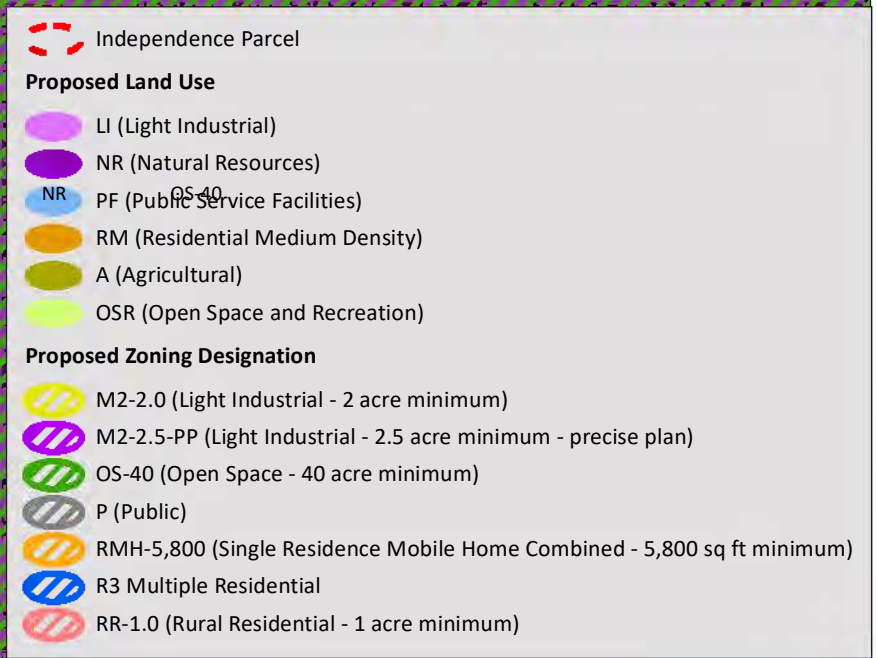 Independence Parcel
Proposed Land Use
LI (Light Industrial)
NR (Natural Resources)
NR OS-40
PF (Public Service Facilities)
RM (Residential Medium Density)
A (Agricultural)
OSR (Open Space and Recreation)
Proposed Zoning Designation
M2-2.0 (Light Industrial - 2 acre minimum)
M2-2.5-PP (Light Industrial - 2.5 acre minimum - precise plan)
OS-40 (Open Space - 40 acre minimum)
P (Public)
RMH-5,800 (Single Residence Mobile Home Combined - 5,800 sq ft minimum)
R3 Multiple Residential
RR-1.0 (Rural Residential - 1 acre minimum)